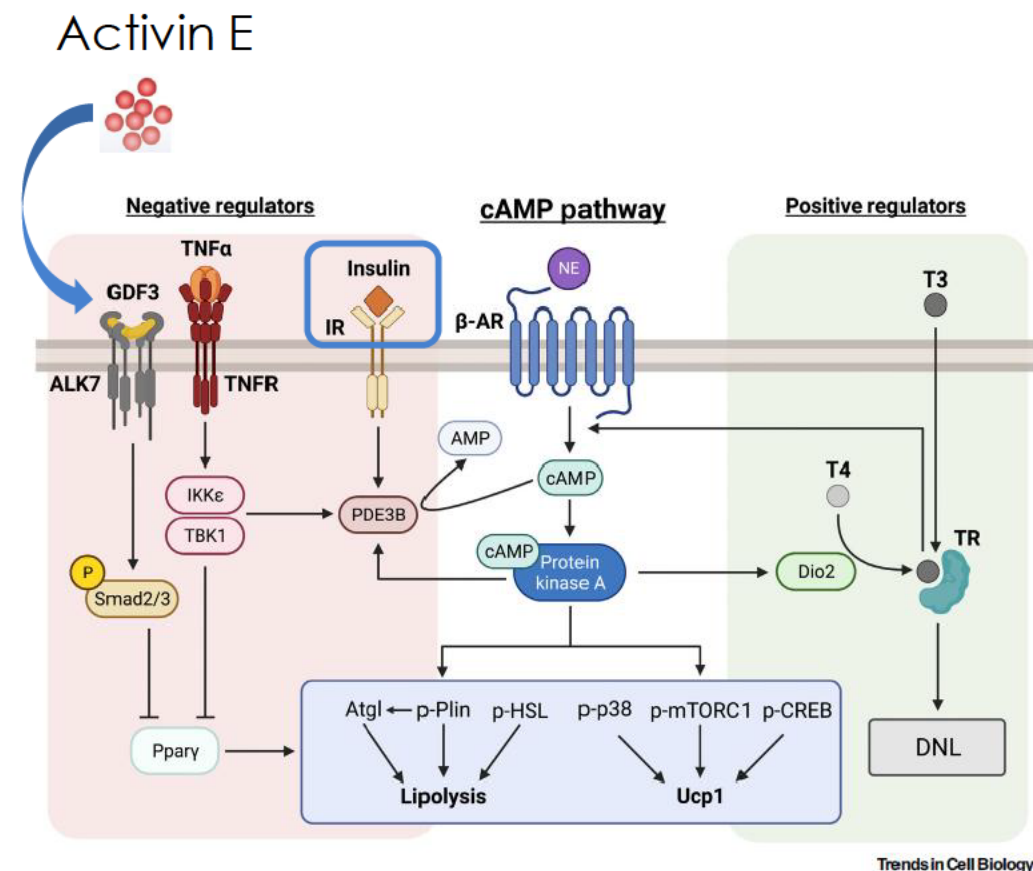 Activin E
Negative regulators
cAMP pathway
Positive regulators
TNFα
Insulin
NE
T3
GDF3
IR
β-AR
ALK7
TNFR
AMP
cAMP
T4
IKKε
PDE3B
TBK1
TR
cAMP
Protein
kinase A
Dio2
P
Smad2/3
Atgl
p-Plin
p-HSL
p-p38
p-mTORC1
p-CREB
Pparγ
DNL
Lipolysis
Ucp1
Trends in Cell Biology